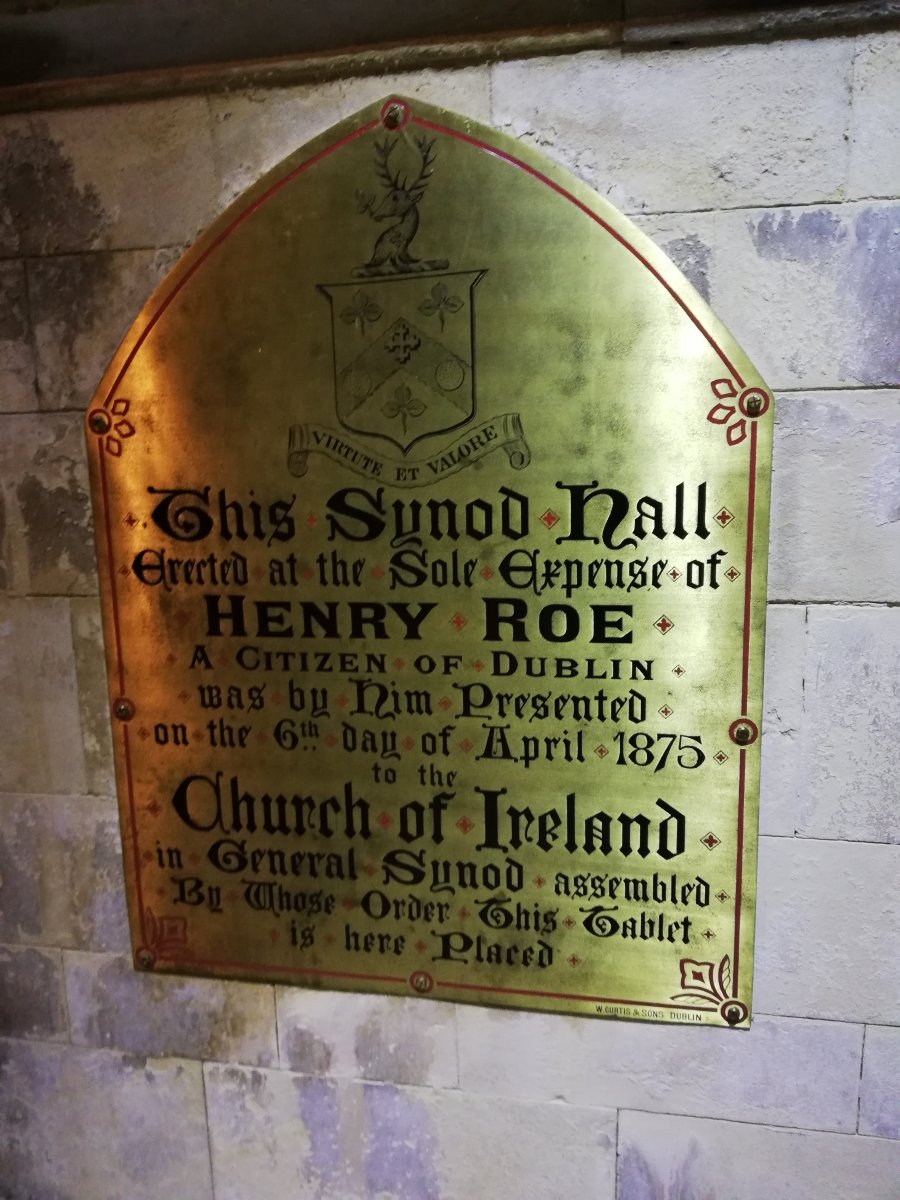 VIRTUTE ET VALORE
This Synod Hall
Erected at the Sole Expense of
HENRY ROE
A CITIZEN OF DUBLIN
was by Him Presented
on the 6th day of April 1875
to the
Church of Ireland
in General Synod assembled
By Whose Order This Tablet
is here Placed
W. CURTIS & SONS DUBLIN